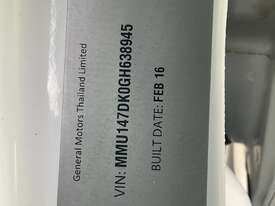 General Motors Thailand Limited
VIN: MMU147DK0GH638945
BUILT DATE: FEB 16